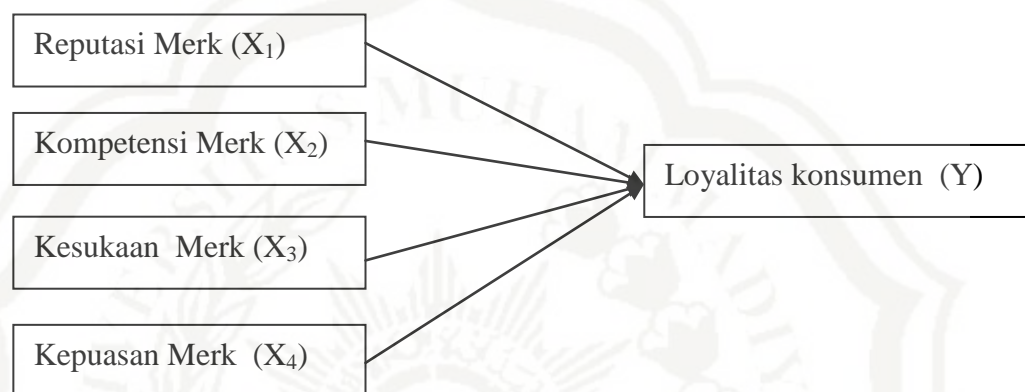 Reputasi Merk (X₁)
Kompetensi Merk (X₂)
Kesukaan Merk (X₃)
Kepuasan Merk (X₄)
Loyalitas konsumen (Y)